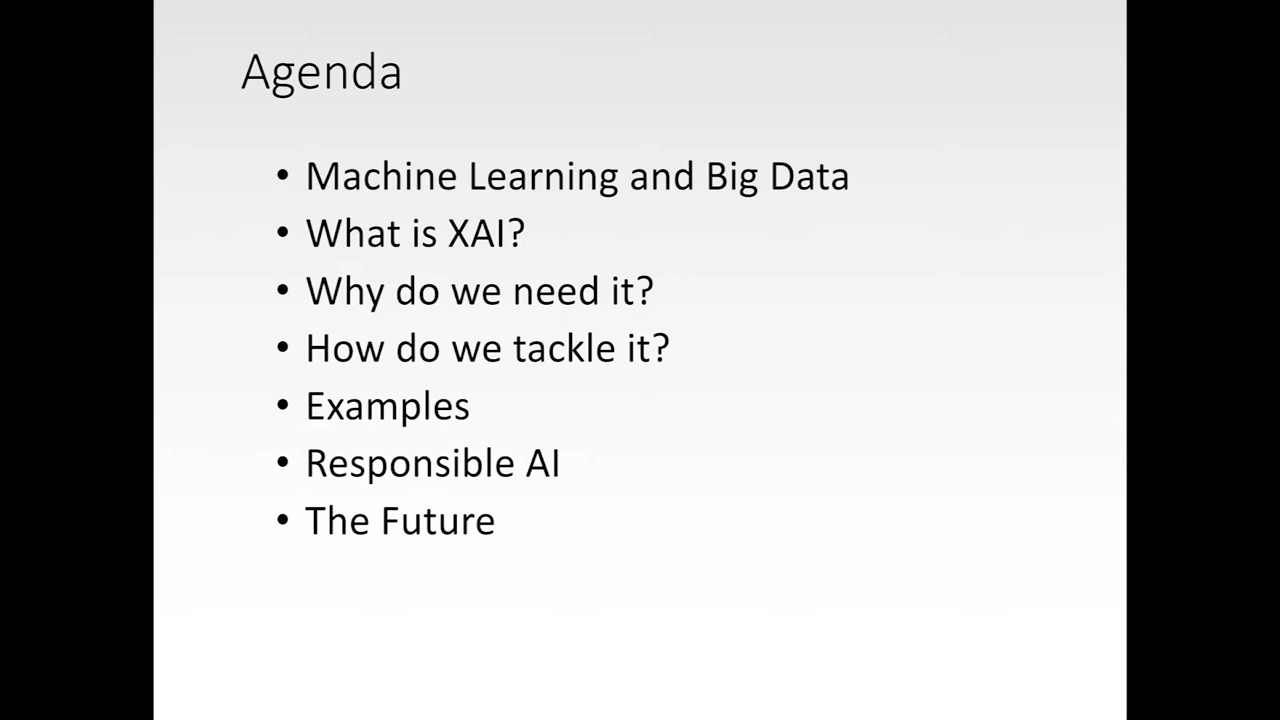 Agenda
• Machine Learning and Big Data
• What is XAI?
• Why do we need it?
• How do we tackle it?
• Examples
• Responsible AI
• The Future